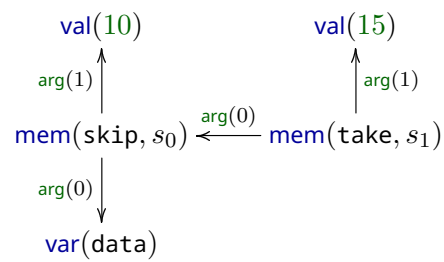 val(10) val(15)
arg(1) arg(1)
arg(0)
mem(skip, s₀) mem(take, s₁)
arg(0)
var(data)